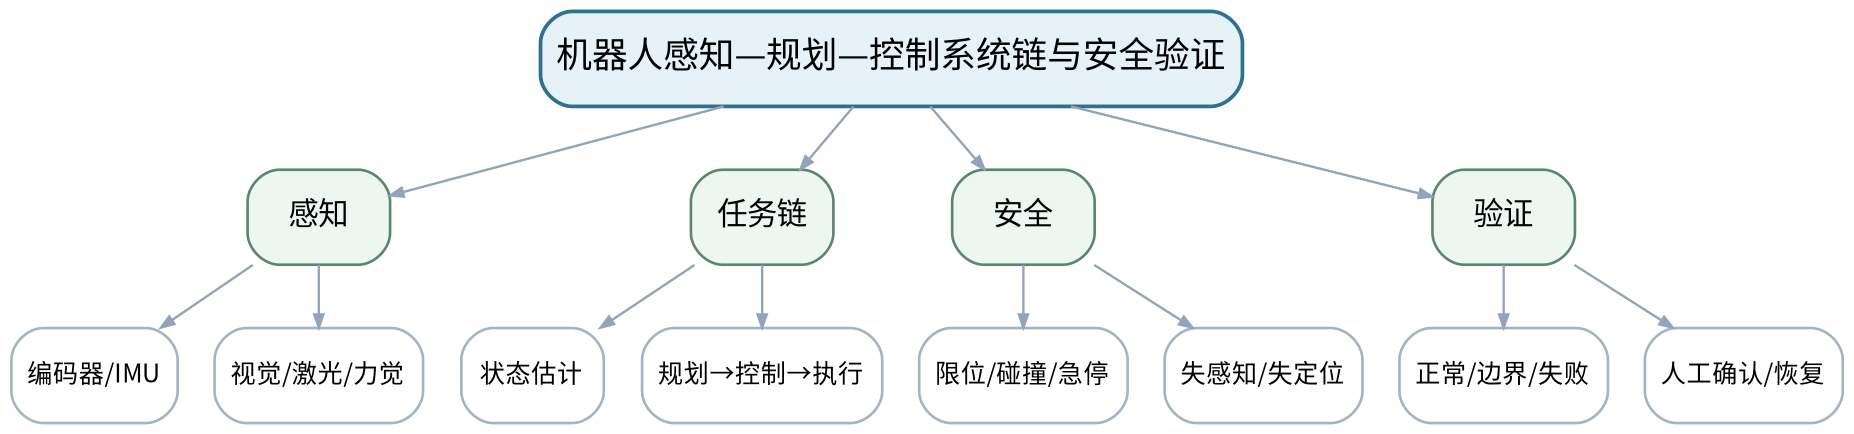 机器人感知—规划—控制系统链与安全验证
感知
任务链
安全
验证
编码器/IMU
视觉/激光/力觉
状态估计
规划→控制→执行
限位/碰撞/急停
失感知/失定位
正常/边界/失败
人工确认/恢复